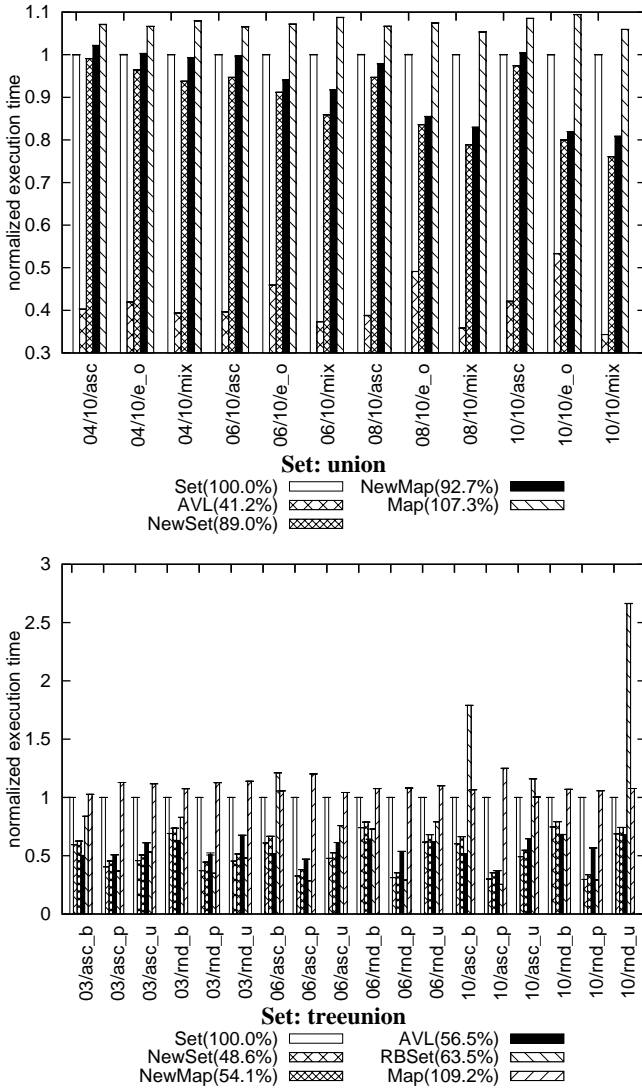 1.1
1
0.9
0.8
0.7
0.6
0.5
0.4
0.3
normalized execution time
04/10/asc
04/10/e_o
04/10/mix
06/10/asc
06/10/e_o
06/10/mix
08/10/asc
08/10/e_o
08/10/mix
10/10/asc
10/10/e_o
10/10/mix
Set: union
Set(100.0%) NewMap(92.7%)
AVL(41.2%) Map(107.3%)
NewSet(89.0%)
3
2.5
2
1.5
1
0.5
0
normalized execution time
03/asc_b
03/asc_p
03/asc_u
03/rnd_b
03/rnd_p
03/rnd_u
06/asc_b
06/asc_p
06/asc_u
06/rnd_b
06/rnd_p
06/rnd_u
10/asc_b
10/asc_p
10/asc_u
10/rnd_b
10/rnd_p
10/rnd_u
Set: treeunion
Set(100.0%) AVL(56.5%)
NewSet(48.6%) RBSet(63.5%)
NewMap(54.1%) Map(109.2%)